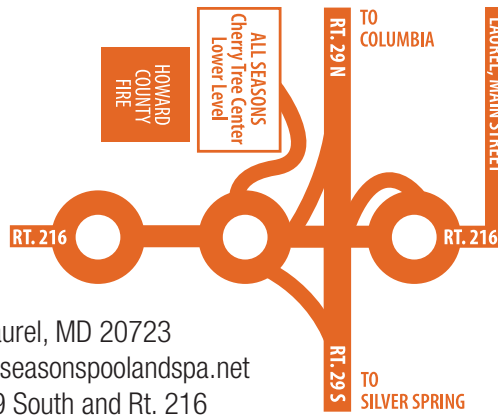 ALL SEASONS
Cherry Tree Center
Lower Level
HOWARD
COUNTY
FIRE
RT. 29 N
TO
COLUMBIA
LAUREL, MAIN STREET
RT. 216
RT. 216
RT. 29 S
TO
SILVER SPRING
aurel, MD 20723
seasonspoolandspa.net
9 South and Rt. 216